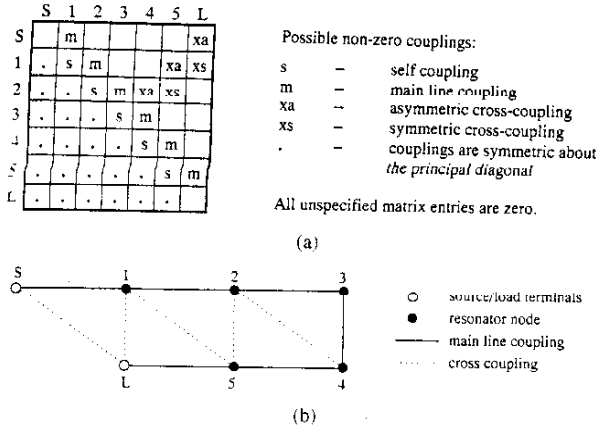 S 1 2 3 4 5 L
S m xa
1 . s m xa xs
2 . . s m xa xs
3 . . . s m
4 . . . . s m
5 . . . . . s m
L . . . . . .
Possible non-zero couplings:
s – self coupling
m – main line coupling
xa – asymmetric cross-coupling
xs – symmetric cross-coupling
. – couplings are symmetric about
the principal diagonal
All unspecified matrix entries are zero.
(a)
S 1 2 3
L 5 4
source/load terminals
resonator node
main line coupling
cross coupling
(b)